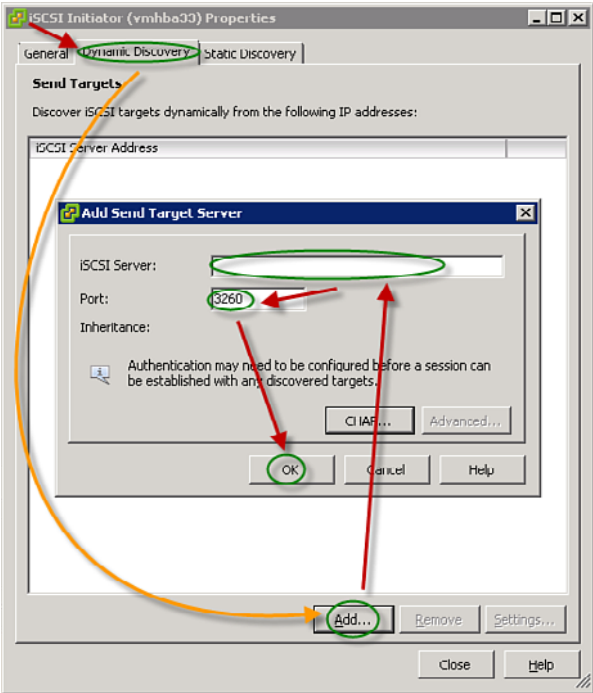 iSCSI Initiator (vmhba33) Properties
General Dynamic Discovery Static Discovery
Send Targets
Discover iSCSI targets dynamically from the following IP addresses:
iSCSI Server Address
Add Send Target Server
iSCSI Server:
Port: 3260
Inheritance:
Authentication may need to be configured before a session can
be established with any discovered targets.
CHAP... Advanced...
OK Cancel Help
Add... Remove Settings...
Close Help